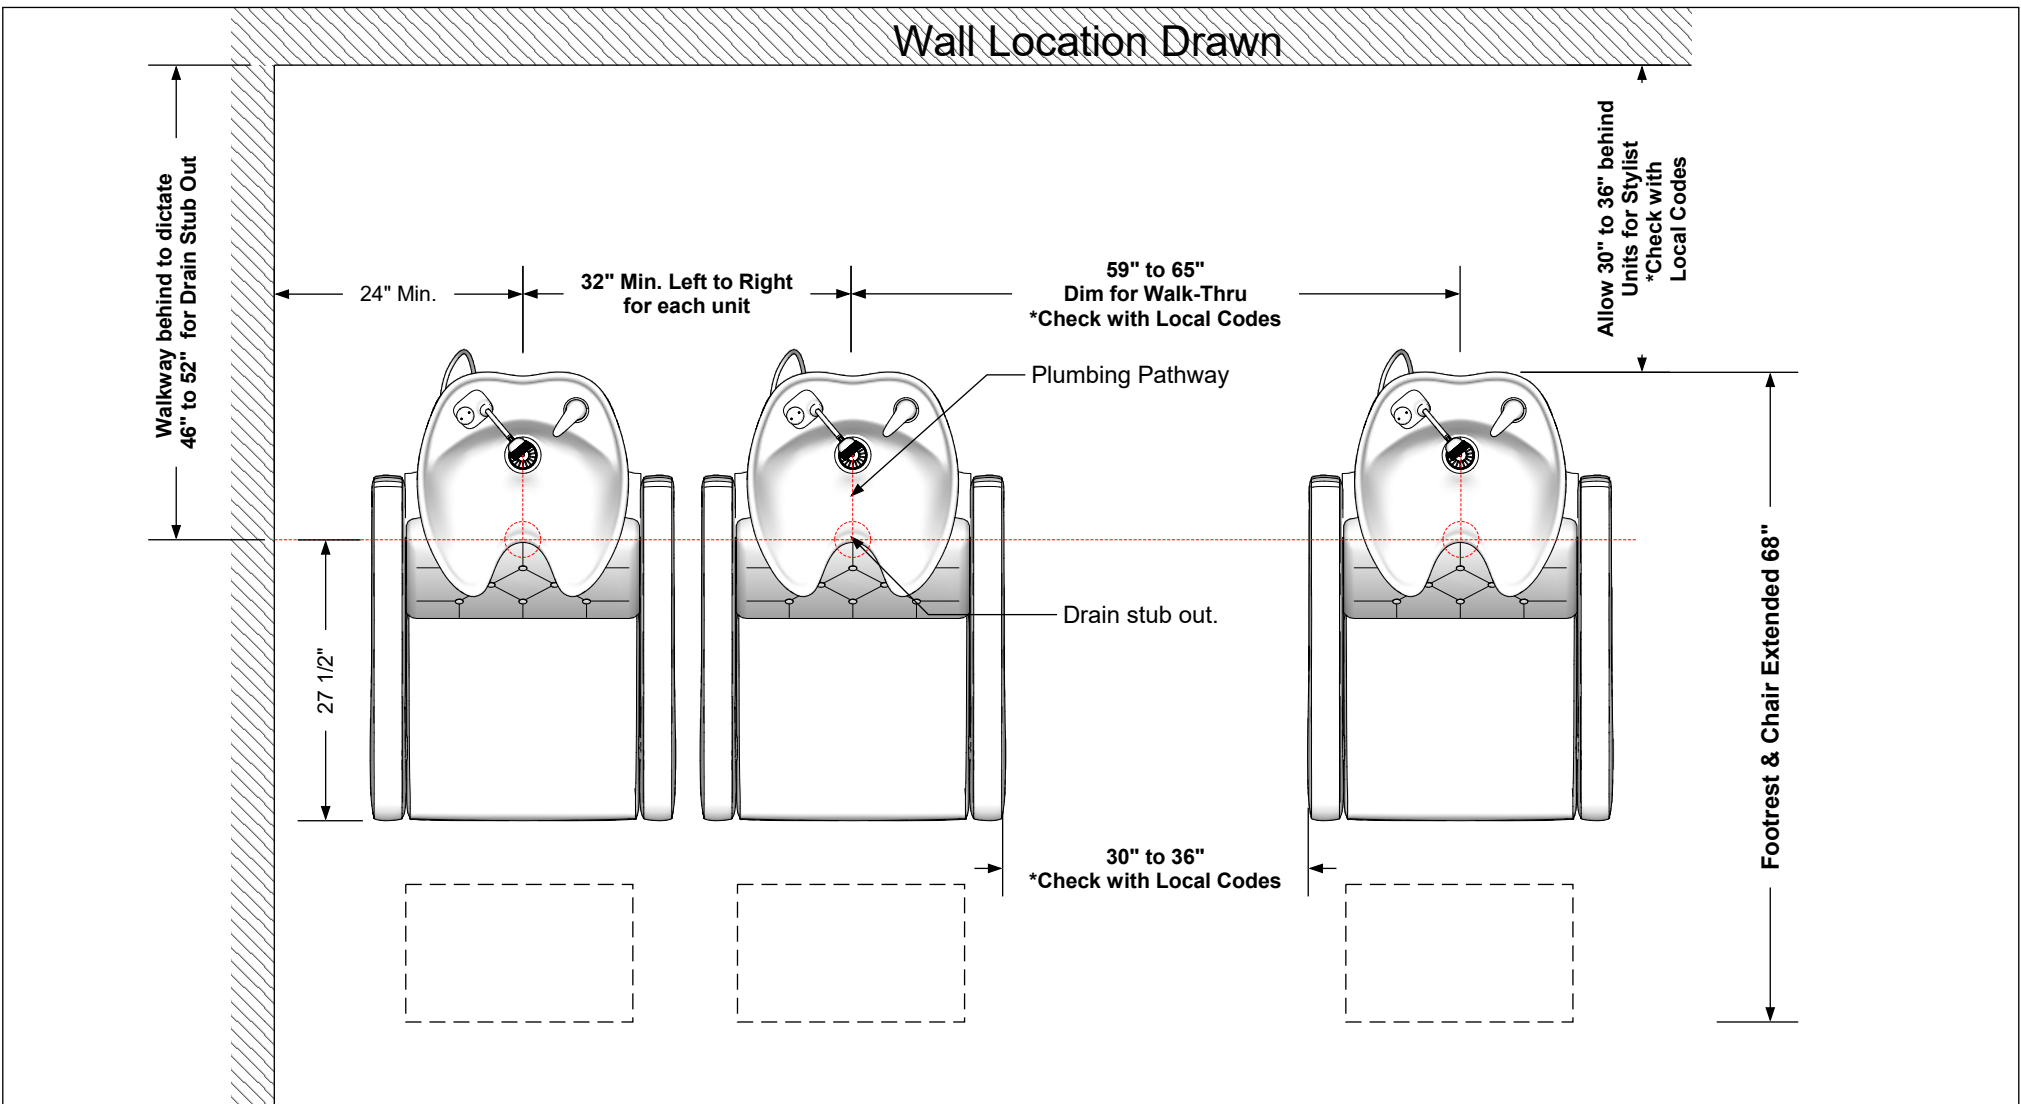 Wall Location Drawn
Walkway behind to dictate
46" to 52" for Drain Stub Out
Allow 30" to 36" behind
Units for Stylist
*Check with
Local Codes
24" Min.
32" Min. Left to Right
for each unit
59" to 65"
Dim for Walk-Thru
*Check with Local Codes
Plumbing Pathway
Drain stub out.
27 1/2"
Footrest & Chair Extended 68"
30" to 36"
*Check with Local Codes